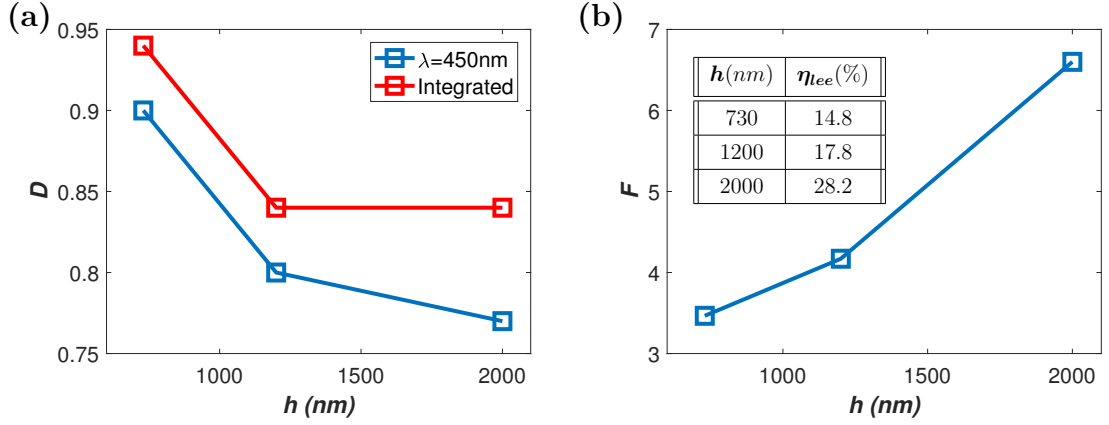 (a)
0.95
0.9
0.85
0.8
0.75
D
1000
1500
2000
h (nm)
λ=450nm
Integrated
(b)
7
6
5
4
3
F
1000
1500
2000
h (nm)
h(nm) η_lee(%)
730 14.8
1200 17.8
2000 28.2